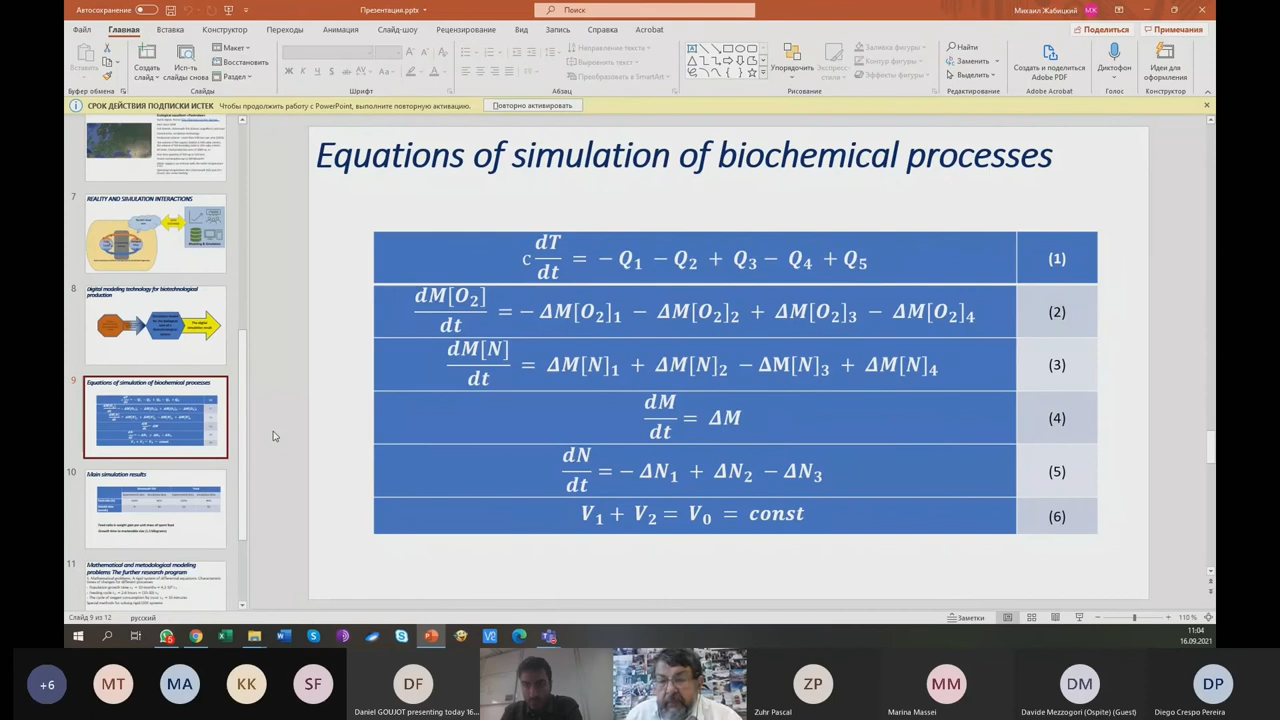 Автосохранение
Презентация.pptx
Поиск
Михаил Жабицкий
МЖ
Файл Главная Вставка Конструктор Переходы Анимация Слайд-шоу Рецензирование Вид Запись Справка Acrobat
Поделиться
Примечания
Вставить
Буфер обмена
Создать слайд
Исп-ть слайды снова
Макет
Восстановить
Раздел
Слайды
Шрифт
Направление текста
Выровнять текст
Преобразовать в SmartArt
Абзац
Упорядочить
Экспресс-стили
Заливка фигуры
Контур фигуры
Эффекты фигуры
Рисование
Найти
Заменить
Выделить
Редактирование
Создать и поделиться Adobe PDF
Adobe Acrobat
Диктофон
Голос
Идеи для оформления
Конструктор
СРОК ДЕЙСТВИЯ ПОДПИСКИ ИСТЕК Чтобы продолжить работу с PowerPoint, выполните повторную активацию. Повторно активировать
7
REALITY AND SIMULATION INTERACTIONS
8
Digital modeling technology for biotechnological production
9
Equations of simulation of biochemical processes
10
Main simulation results
11
Mathematical and metodological modeling problems The further research program
Equations of simulation of biochemical processes
c dT/dt = − Q₁ − Q₂ + Q₃ − Q₄ + Q₅ (1)
dM[O₂]/dt = − ΔM[O₂]₁ − ΔM[O₂]₂ + ΔM[O₂]₃ − ΔM[O₂]₄ (2)
dM[N]/dt = ΔM[N]₁ + ΔM[N]₂ − ΔM[N]₃ + ΔM[N]₄ (3)
dM/dt = ΔM (4)
dN/dt = − ΔN₁ + ΔN₂ − ΔN₃ (5)
V₁ + V₂ = V₀ = const (6)
Слайд 9 из 12 русский
Заметки
110 %
11:04
16.09.2021
+6
MT
MA
KK
SF
DF
Daniel GOUJOT presenting today 16...
ZP
Zuhr Pascal
MM
Marina Massei
DM
Davide Mezzogori (Ospite) (Guest)
DP
Diego Crespo Pereira